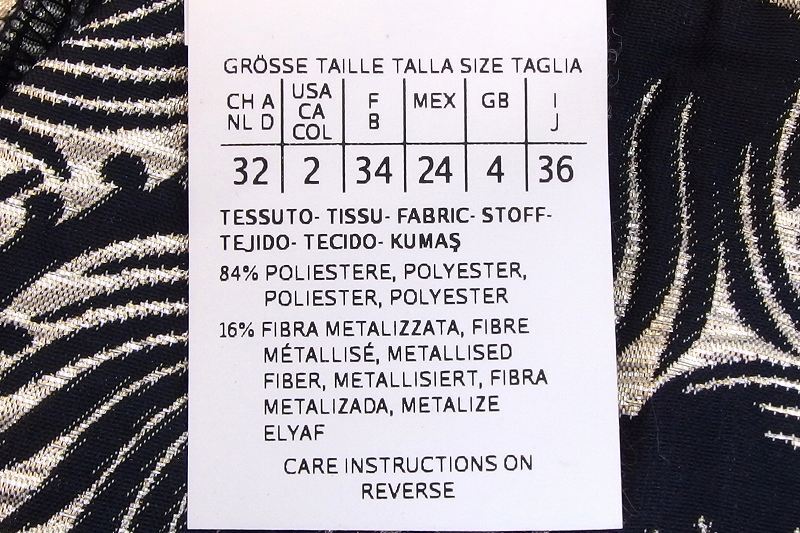 GRÖSSE TAILLE TALLA SIZE TAGLIA
CH A NL D | USA CA COL | F B | MEX | GB | I J
32 | 2 | 34 | 24 | 4 | 36
TESSUTO- TISSU- FABRIC- STOFF-
TEJIDO- TECIDO- KUMAŞ
84% POLIESTERE, POLYESTER,
POLIESTER, POLYESTER
16% FIBRA METALIZZATA, FIBRE
MÉTALLISÉ, METALLISED
FIBER, METALLISIERT, FIBRA
METALIZADA, METALIZE
ELYAF
CARE INSTRUCTIONS ON
REVERSE